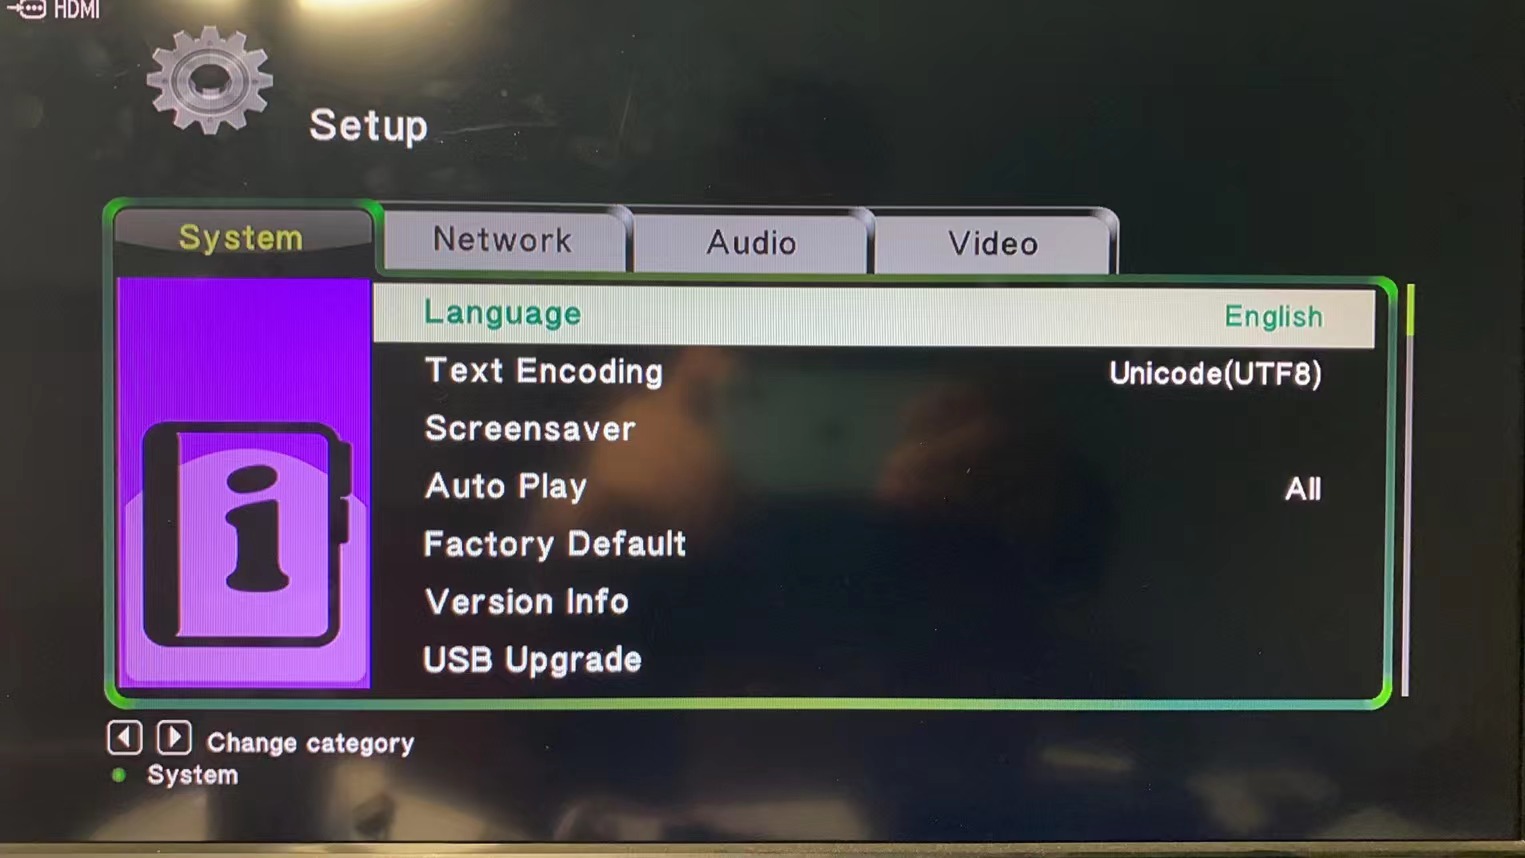 HDMI
Setup
System Network Audio Video
Language English
Text Encoding Unicode(UTF8)
Screensaver
Auto Play All
Factory Default
Version Info
USB Upgrade
Change category
System